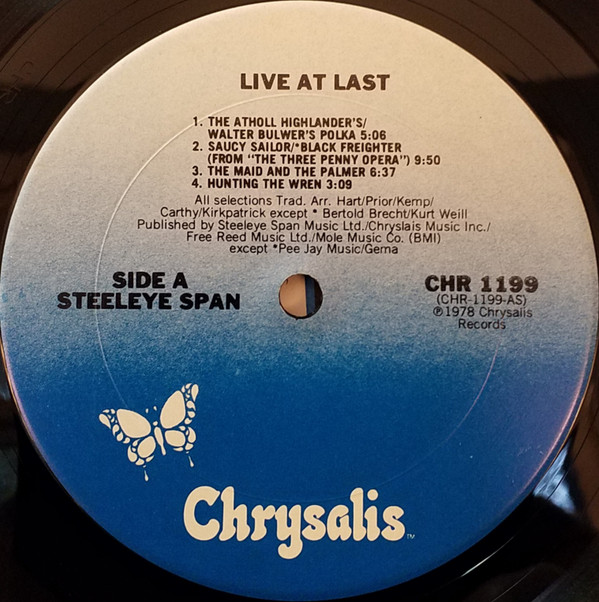 LIVE AT LAST
1. THE ATHOLL HIGHLANDER'S/
WALTER BULWER'S POLKA 5:06
2. SAUCY SAILOR/*BLACK FREIGHTER
(FROM "THE THREE PENNY OPERA") 9:50
3. THE MAID AND THE PALMER 6:37
4. HUNTING THE WREN 3:09
All selections Trad. Arr. Hart/Prior/Kemp/
Carthy/Kirkpatrick except * Bertold Brecht/Kurt Weill
Published by Steeleye Span Music Ltd./Chryslais Music Inc./
Free Reed Music Ltd./Mole Music Co. (BMI)
except *Pee Jay Music/Gema
SIDE A
STEELEYE SPAN
CHR 1199
(CHR-1199-AS)
℗1978 Chrysalis
Records
Chrysalis™